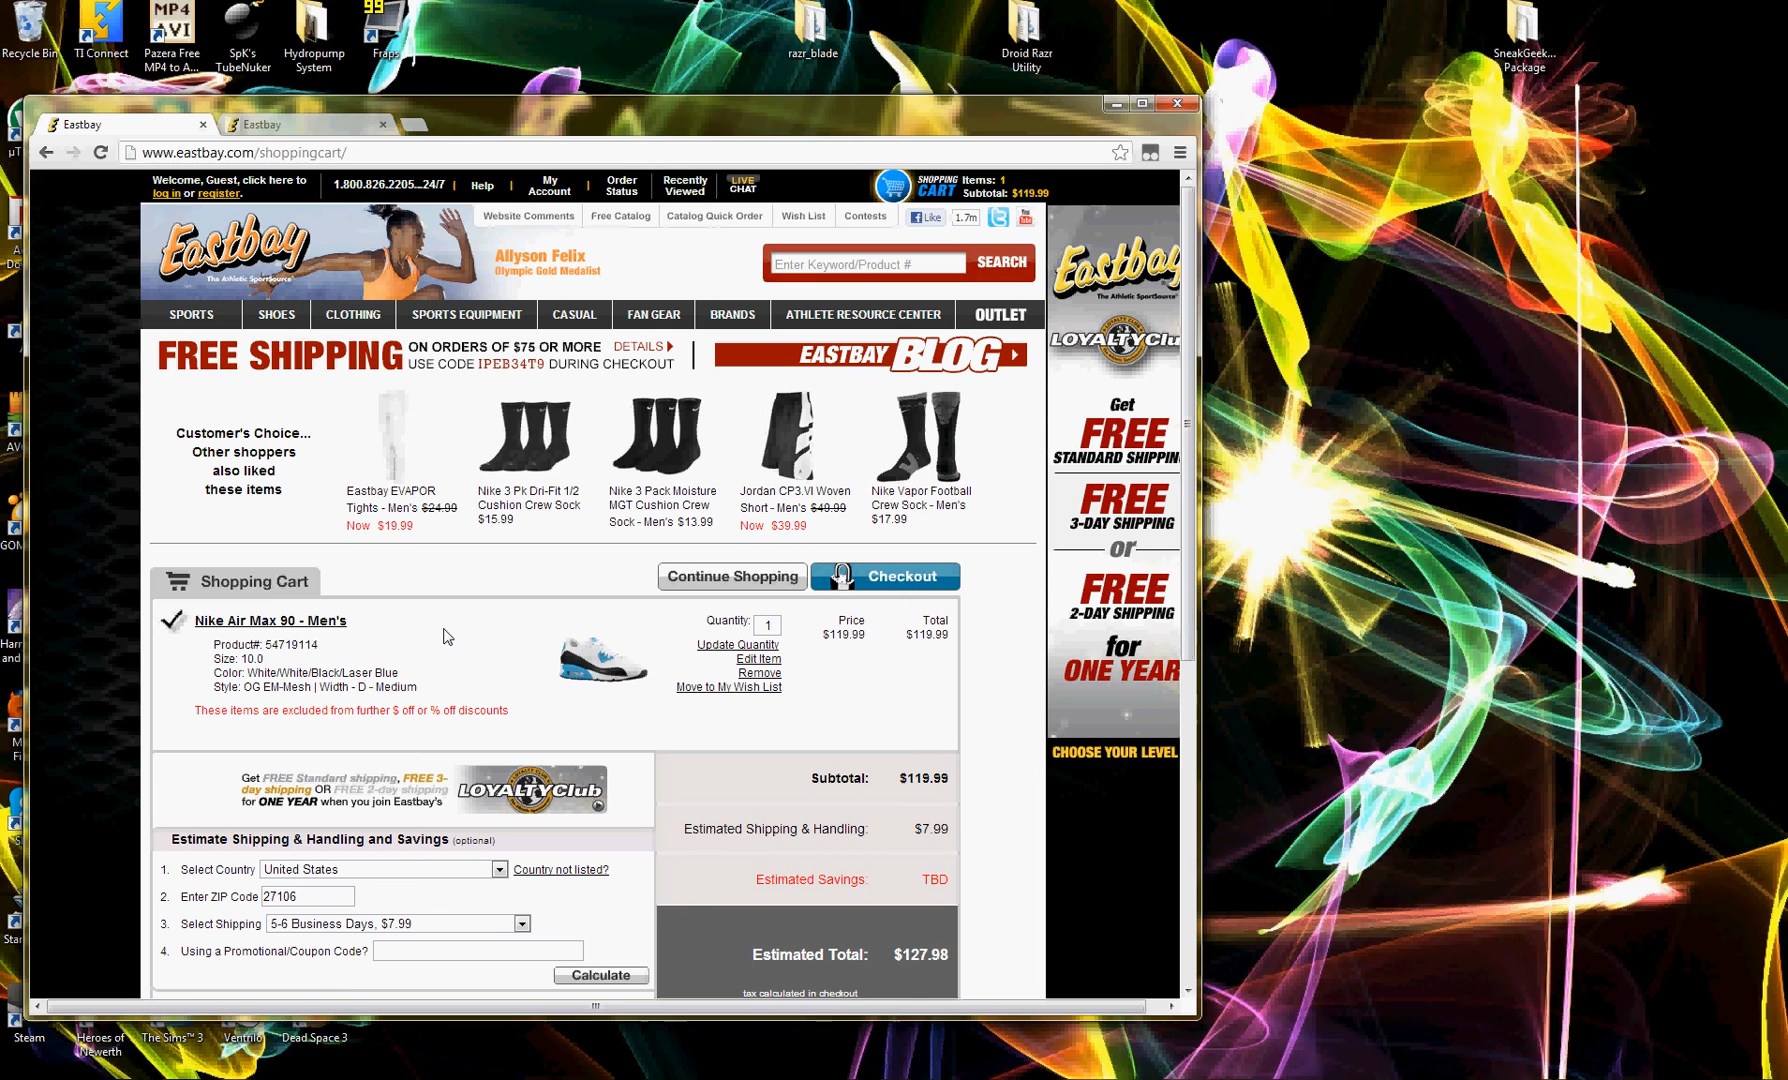 Recycle Bin
TI Connect
Pazera Free
MP4 to A...
SpK's
TubeNuker
Hydropump
System
99
Fraps
razr_blade
Droid Razr
Utility
SneakGeek...
Package
MP4
AVI
Eastbay
Eastbay
www.eastbay.com/shoppingcart/
Welcome, Guest, click here to
log in or register.
1.800.826.2205...24/7
Help
My
Account
Order
Status
Recently
Viewed
LIVE
CHAT
SHOPPING
CART
Items: 1
Subtotal: $119.99
Website Comments
Free Catalog
Catalog Quick Order
Wish List
Contests
Like
1.7m
You
Eastbay
The Athletic SportSource
Allyson Felix
Olympic Gold Medalist
Enter Keyword/Product #
SEARCH
SPORTS
SHOES
CLOTHING
SPORTS EQUIPMENT
CASUAL
FAN GEAR
BRANDS
ATHLETE RESOURCE CENTER
OUTLET
FREE SHIPPING
ON ORDERS OF $75 OR MORE
DETAILS
USE CODE IPEB34T9 DURING CHECKOUT
EASTBAY BLOG
Customer's Choice...
Other shoppers
also liked
these items
Eastbay EVAPOR
Tights - Men's $24.99
Now $19.99
Nike 3 Pk Dri-Fit 1/2
Cushion Crew Sock
$15.99
Nike 3 Pack Moisture
MGT Cushion Crew
Sock - Men's $13.99
Jordan CP3.VI Woven
Short - Men's $49.99
Now $39.99
Nike Vapor Football
Crew Sock - Men's
$17.99
Shopping Cart
Continue Shopping
Checkout
Nike Air Max 90 - Men's
Product#: 54719114
Size: 10.0
Color: White/White/Black/Laser Blue
Style: OG EM-Mesh | Width - D - Medium
These items are excluded from further $ off or % off discounts
Quantity: 1
Update Quantity
Edit Item
Remove
Move to My Wish List
Price
$119.99
Total
$119.99
Get FREE Standard shipping, FREE 3-
day shipping OR FREE 2-day shipping
for ONE YEAR when you join Eastbay's
LOYALTYClub
Subtotal: $119.99
Estimated Shipping & Handling: $7.99
Estimated Savings: TBD
Estimated Total: $127.98
tax calculated in checkout
Estimate Shipping & Handling and Savings (optional)
1. Select Country United States Country not listed?
2. Enter ZIP Code 27106
3. Select Shipping 5-6 Business Days, $7.99
4. Using a Promotional/Coupon Code?
Calculate
Eastbay
The Athletic SportSource
LOYALTYClu
Get
FREE
STANDARD SHIPPIN
FREE
3-DAY SHIPPING
or
FREE
2-DAY SHIPPING
for
ONE YEAR
CHOOSE YOUR LEVEL
Steam
Heroes of
Newerth
The Sims™ 3
Ventrilo
Dead Space 3